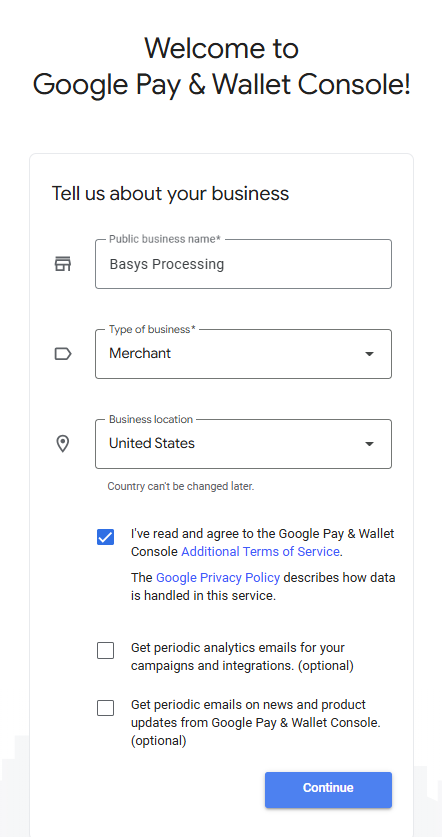 Welcome to
Google Pay & Wallet Console!
Tell us about your business
Public business name*
Basys Processing
Type of business*
Merchant
Business location
United States
Country can't be changed later.
I've read and agree to the Google Pay & Wallet
Console Additional Terms of Service.
The Google Privacy Policy describes how data
is handled in this service.
Get periodic analytics emails for your
campaigns and integrations. (optional)
Get periodic emails on news and product
updates from Google Pay & Wallet Console.
(optional)
Continue